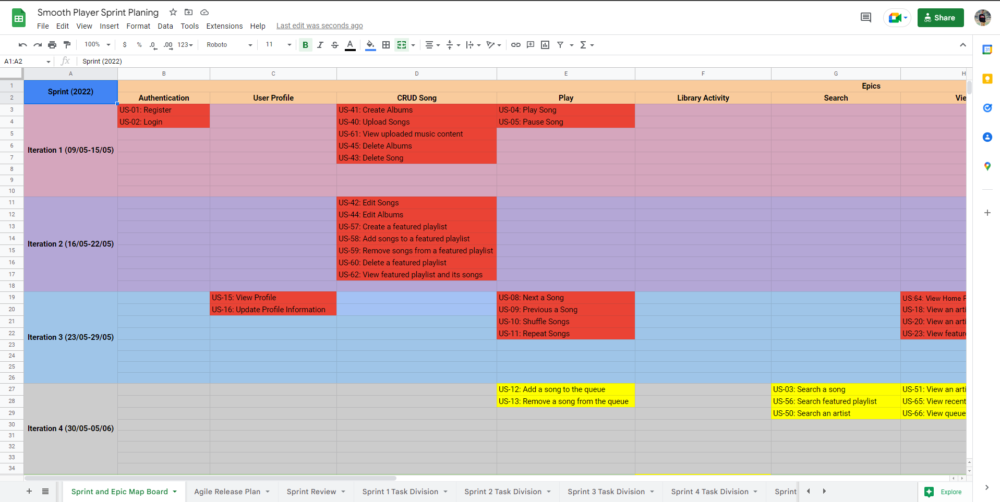 Smooth Player Sprint Planing
File Edit View Insert Format Data Tools Extensions Help Last edit was seconds ago
Share
100% $ % .0 .00 123 Roboto 11 B I S A
31
A1:A2 fx Sprint (2022)
A B C D E F G H
1 Sprint (2022) Epics
2 Authentication User Profile CRUD Song Play Library Activity Search Vie
3 US-01: Register US-41: Create Albums US-04: Play Song
4 US-02: Login US-40: Upload Songs US-05: Pause Song
5 US-61: View uploaded music content
6 Iteration 1 (09/05-15/05) US-45: Delete Albums
7 US-43: Delete Song
8
9
10
11 US-42: Edit Songs
12 US-44: Edit Albums
13 US-57: Create a featured playlist
14 Iteration 2 (16/05-22/05) US-58: Add songs to a featured playlist
15 US-59: Remove songs from a featured playlist
16 US-60: Delete a featured playlist
17 US-62: View featured playlist and its songs
18
19 US-15: View Profile US-08: Next a Song US:64: View Home P
20 US-16: Update Profile Information US-09: Previous a Song US-18: View an arti
21 US-10: Shuffle Songs US-20: View an arti
22 Iteration 3 (23/05-29/05) US-11: Repeat Songs US-23: View featur
23
24
25
26
27 US-12: Add a song to the queue US-03: Search a song US-51: View an arti
28 US-13: Remove a song from the queue US-56: Search featured playlist US-65: View recent
29 US-50: Search an artist US-66: View queue
30 Iteration 4 (30/05-05/06)
31
32
33
34
Sprint and Epic Map Board Agile Release Plan Sprint Review Sprint 1 Task Division Sprint 2 Task Division Sprint 3 Task Division Sprint 4 Task Division Sprint Explore